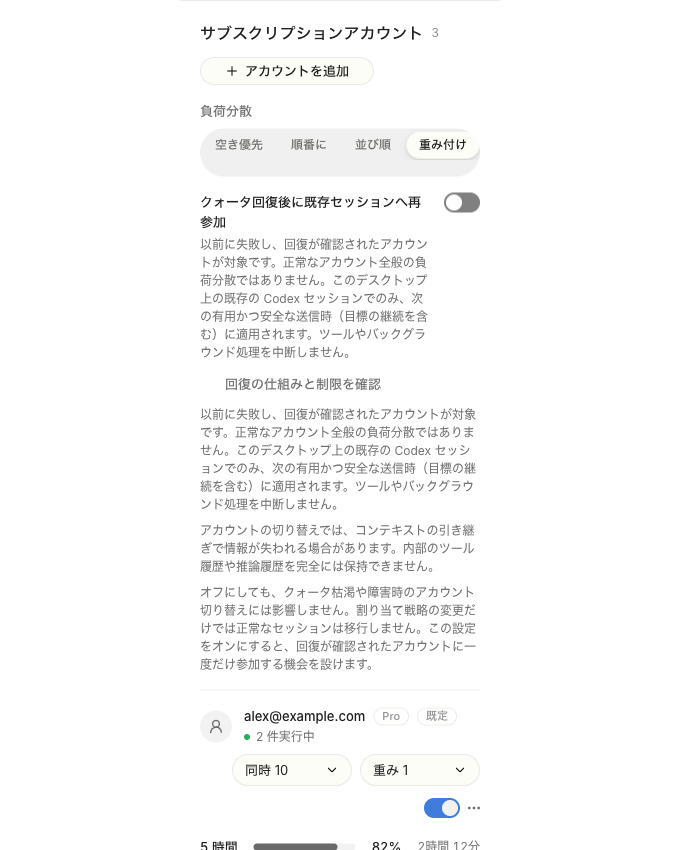 サブスクリプションアカウント 3
＋ アカウントを追加
負荷分散
空き優先 順番に 並び順 重み付け
クォータ回復後に既存セッションへ再
参加
以前に失敗し、回復が確認されたアカウン
トが対象です。正常なアカウント全般の負
荷分散ではありません。このデスクトップ
上の既存の Codex セッションでのみ、次
の有用かつ安全な送信時（目標の継続を含
む）に適用されます。ツールやバックグラ
ウンド処理を中断しません。
回復の仕組みと制限を確認
以前に失敗し、回復が確認されたアカウントが対象
です。正常なアカウント全般の負荷分散ではありま
せん。このデスクトップ上の既存の Codex セッシ
ョンでのみ、次の有用かつ安全な送信時（目標の継
続を含む）に適用されます。ツールやバックグラウ
ンド処理を中断しません。
アカウントの切り替えでは、コンテキストの引き継
ぎで情報が失われる場合があります。内部のツール
履歴や推論履歴を完全には保持できません。
オフにしても、クォータ枯渇や障害時のアカウント
切り替えには影響しません。割り当て戦略の変更だ
けでは正常なセッションは移行しません。この設定
をオンにすると、回復が確認されたアカウントに一
度だけ参加する機会を設けます。
alex@example.com Pro 既定
2 件実行中
同時 10 重み 1
5 時間 82% 2時間 12分